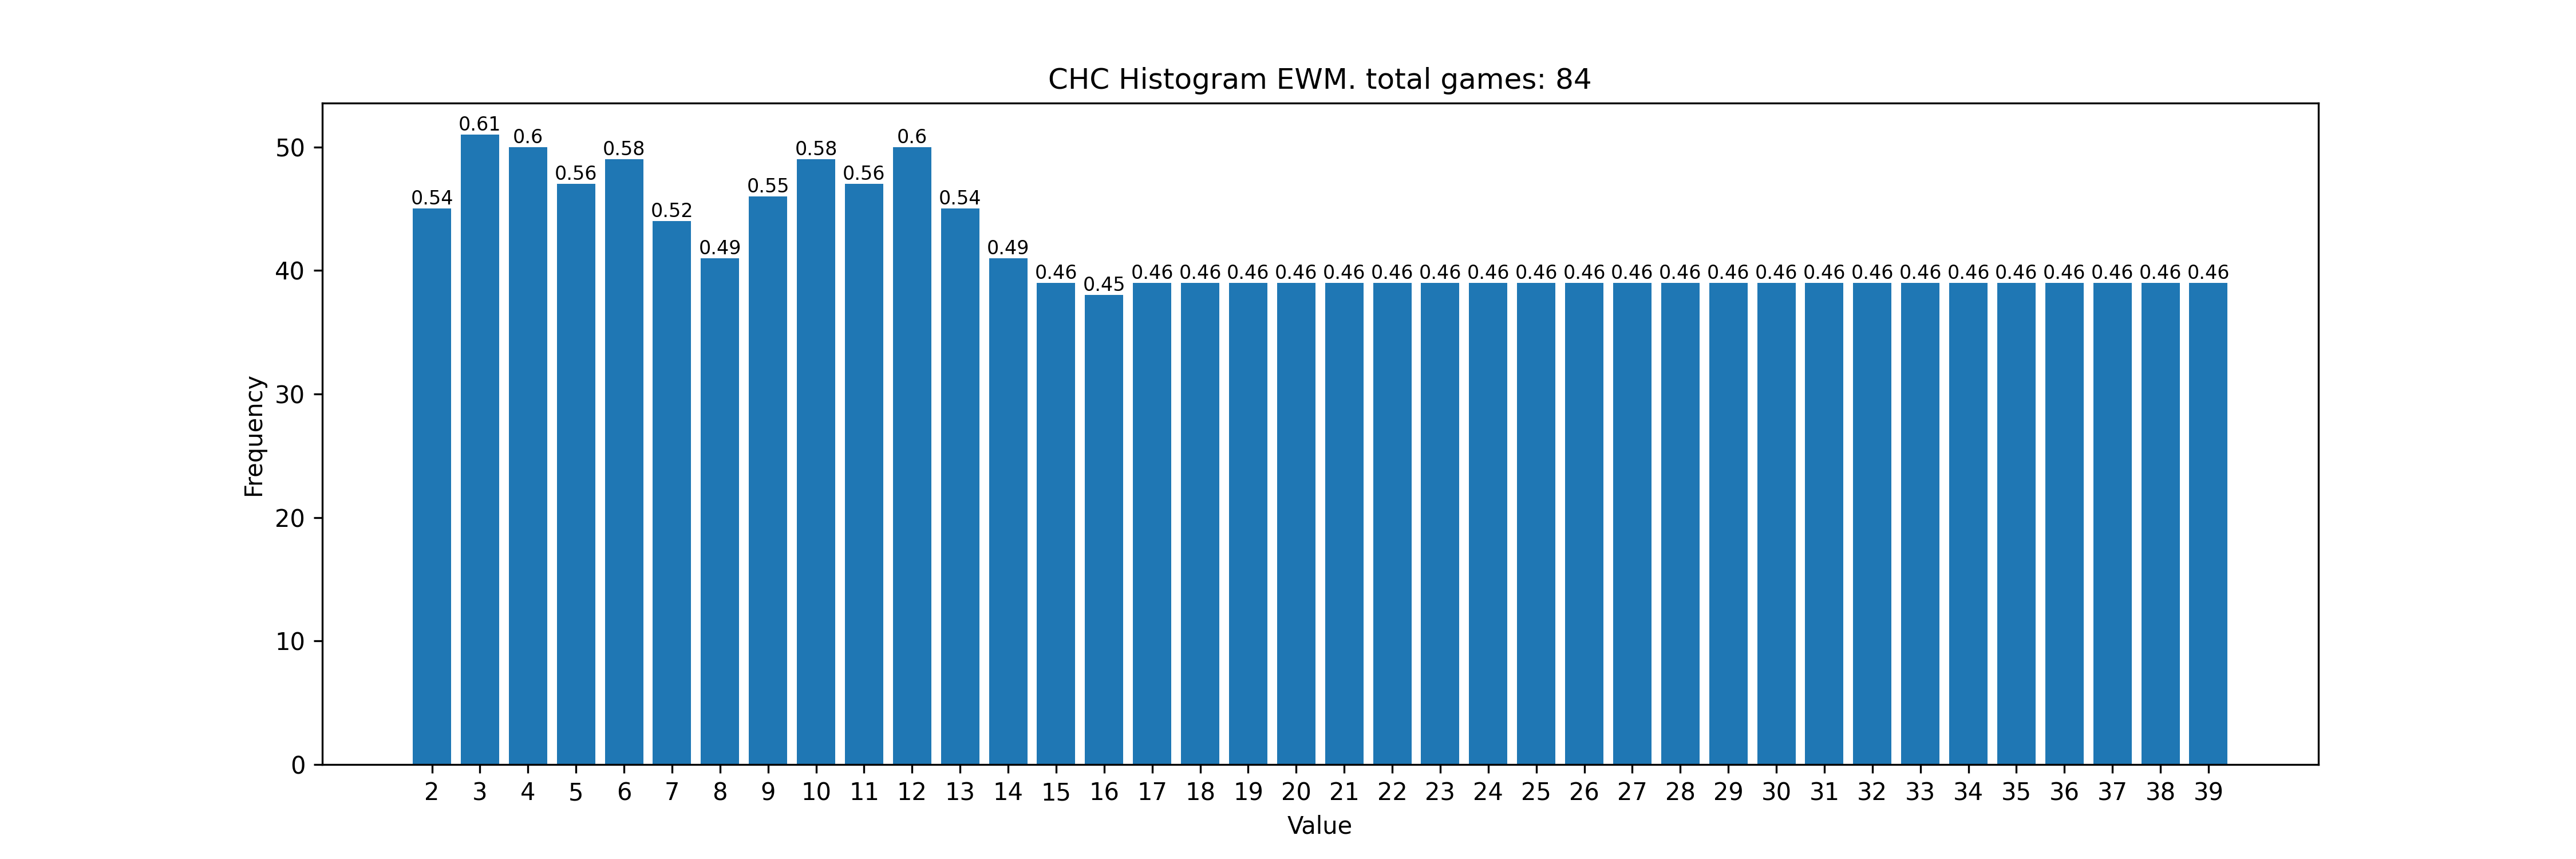 CHC Histogram EWM. total games: 84
50
40
30
20
10
0
Frequency
0.54 0.61 0.6 0.56 0.58 0.52 0.49 0.55 0.58 0.56 0.6 0.54 0.49 0.46 0.45 0.46 0.46 0.46 0.46 0.46 0.46 0.46 0.46 0.46 0.46 0.46 0.46 0.46 0.46 0.46 0.46 0.46 0.46 0.46 0.46 0.46 0.46 0.46
2 3 4 5 6 7 8 9 10 11 12 13 14 15 16 17 18 19 20 21 22 23 24 25 26 27 28 29 30 31 32 33 34 35 36 37 38 39
Value